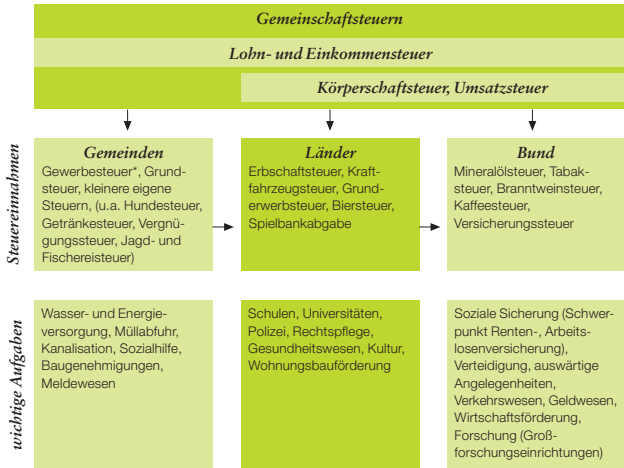 Gemeinschaftsteuern
Lohn- und Einkommensteuer
Körperschaftsteuer, Umsatzsteuer
Steuereinnahmen
Gemeinden
Gewerbesteuer*, Grund-
steuer, kleinere eigene
Steuern, (u.a. Hundesteuer,
Getränkesteuer, Vergnü-
gungssteuer, Jagd- und
Fischereisteuer)
Länder
Erbschaftsteuer, Kraft-
fahrzeugsteuer, Grund-
erwerbsteuer, Biersteuer,
Spielbankabgabe
Bund
Mineralölsteuer, Tabak-
steuer, Branntweinsteuer,
Kaffeesteuer,
Versicherungssteuer
wichtige Aufgaben
Wasser- und Energie-
versorgung, Müllabfuhr,
Kanalisation, Sozialhilfe,
Baugenehmigungen,
Meldewesen
Schulen, Universitäten,
Polizei, Rechtspflege,
Gesundheitswesen, Kultur,
Wohnungsbauförderung
Soziale Sicherung (Schwer-
punkt Renten-, Arbeits-
losenversicherung),
Verteidigung, auswärtige
Angelegenheiten,
Verkehrswesen, Geldwesen,
Wirtschaftsförderung,
Forschung (Groß-
forschungseinrichtungen)